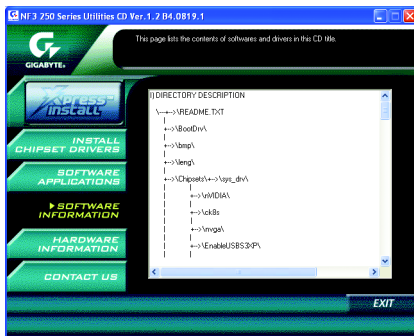 NF3 250 Series Utilities CD Ver.1.2 B4.0819.1
This page lists the contents of softwares and drivers in this CD title.
GIGABYTE
Xpress
Install
INSTALL
CHIPSET DRIVERS
SOFTWARE
APPLICATIONS
SOFTWARE
INFORMATION
HARDWARE
INFORMATION
CONTACT US
I) DIRECTORY DESCRIPTION
\---+-->\README.TXT
|
+-->\BootDrv\
|
+-->\bmp\
|
+-->\leng\
|
+-->\Chipsets\+-->\sys_drv\
| |
| +-->\nVIDIA\
| |
| +-->\ck8s
| |
| +-->\nvga\
| |
| +-->\EnableUSBS3XP\
| |
EXIT